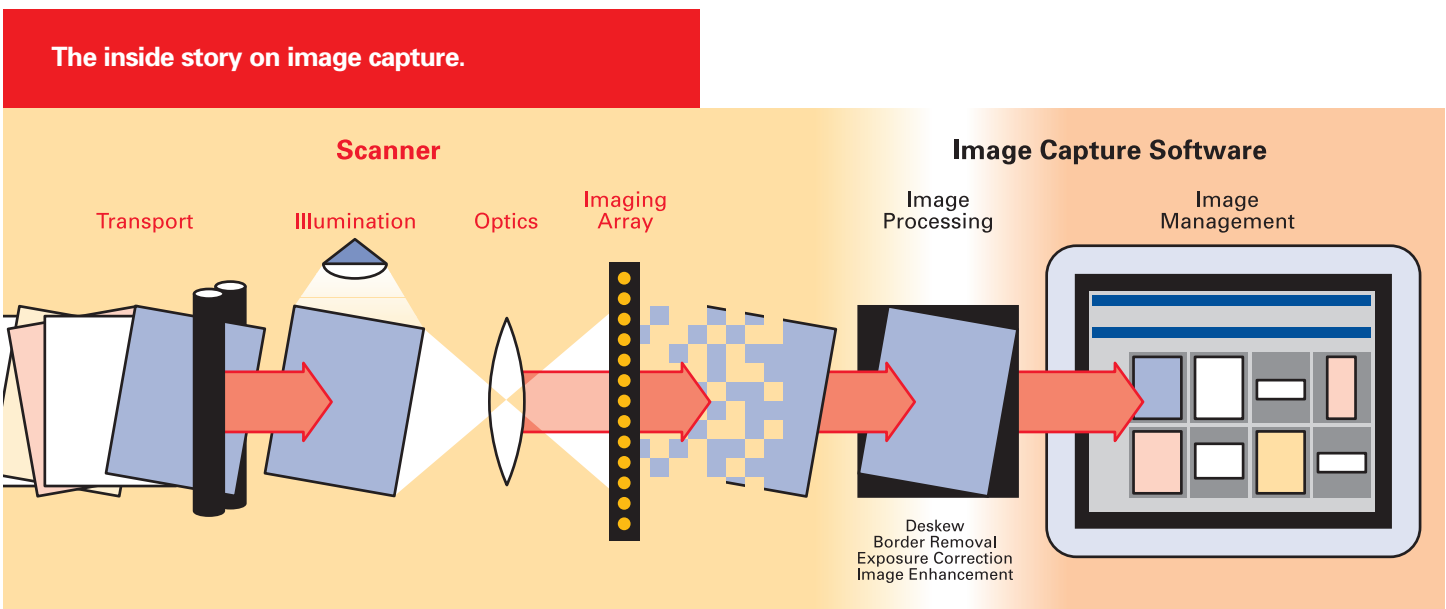 The inside story on image capture.
Scanner
Image Capture Software
Transport
Illumination
Optics
Imaging
Array
Image
Processing
Image
Management
Deskew
Border Removal
Exposure Correction
Image Enhancement